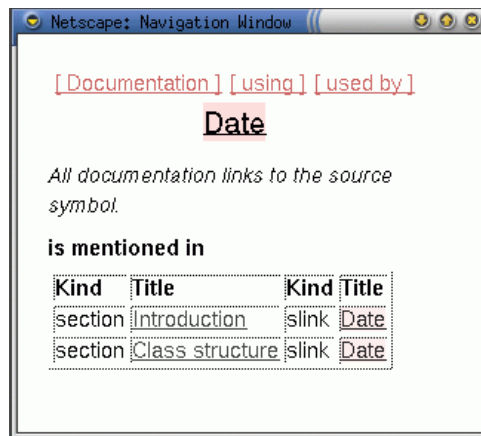 Netscape: Navigation Window
[ Documentation ] [ using ] [ used by ]
Date
All documentation links to the source
symbol.
is mentioned in
Kind Title Kind Title
section Introduction slink Date
section Class structure slink Date